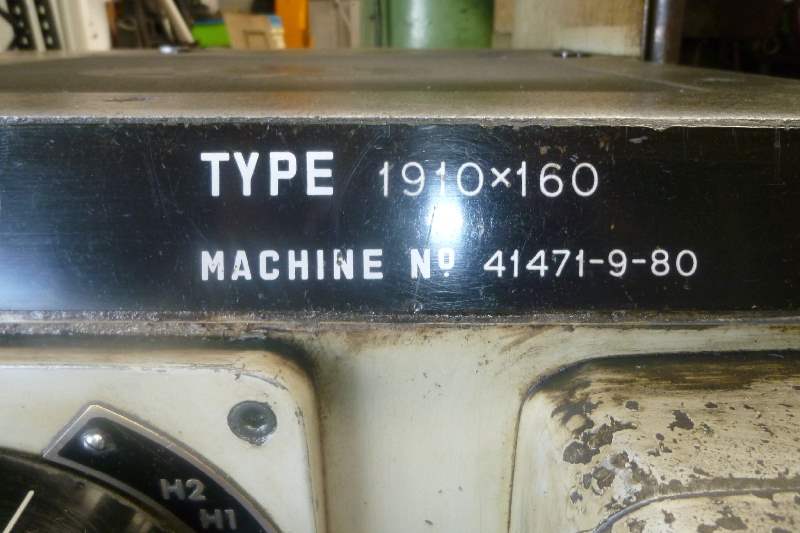 TYPE 1910×160
MACHINE Nº 41471-9-80
H2
H1